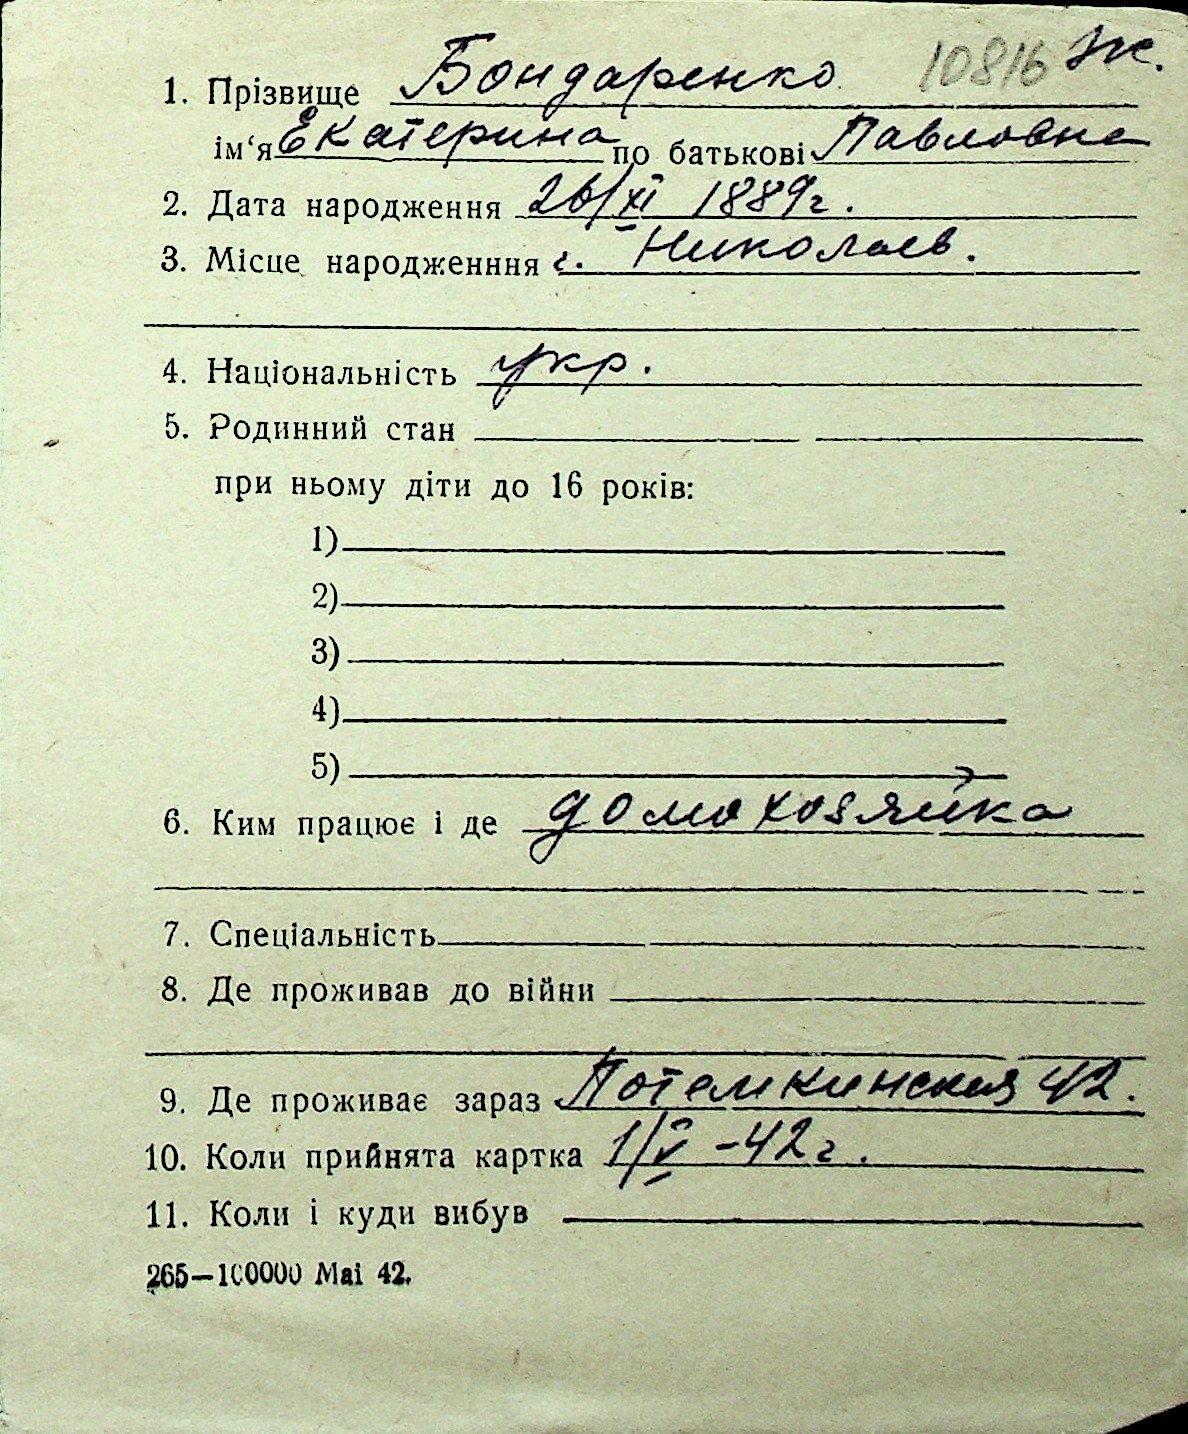 10816 Ж.
1. Прізвище Бондаренко
ім‘я Екатерина по батькові Павловна
2. Дата народження 26/XI 1889г.
3. Місце народженння г. Николаев.
4. Національність укр.
5. Родинний стан
при ньому діти до 16 років:
1)
2)
3)
4)
5)
6. Ким працює і де домохозяйка
7. Спеціальність
8. Де проживав до війни
9. Де проживає зараз Потемкинская 42.
10. Коли прийнята картка 1/V -42г.
11. Коли і куди вибув
265—100000 Mai 42.